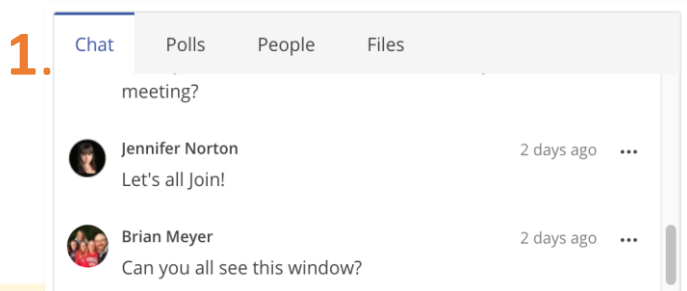 1.
Chat Polls People Files
meeting?
Jennifer Norton 2 days ago
Let's all Join!
Brian Meyer 2 days ago
Can you all see this window?